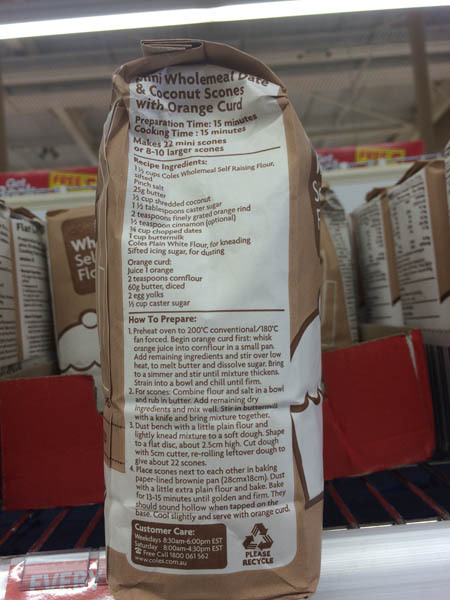 Mini Wholemeal Date
& Coconut Scones
with Orange Curd
Preparation Time: 15 minutes
Cooking Time : 15 minutes
Makes 22 mini scones
or 8-10 larger scones
Recipe Ingredients:
1 ½ cups Coles Wholemeal Self Raising Flour,
sifted
Pinch salt
25g butter
½ cup shredded coconut
1 ½ tablespoons caster sugar
2 teaspoons finely grated orange rind
½ teaspoon cinnamon (optional)
¾ cup chopped dates
1 cup buttermilk
Coles Plain White Flour, for kneading
Sifted icing sugar, for dusting
Orange curd:
Juice 1 orange
2 teaspoons cornflour
60g butter, diced
2 egg yolks
½ cup caster sugar
How To Prepare:
1. Preheat oven to 200°C conventional/180°C
fan forced. Begin orange curd first: whisk
orange juice into cornflour in a small pan.
Add remaining ingredients and stir over low
heat, to melt butter and dissolve sugar. Bring
to a simmer and stir until mixture thickens.
Strain into a bowl and chill until firm.
2. For scones: Combine flour and salt in a bowl
and rub in butter. Add remaining dry
ingredients and mix well. Stir in buttermilk
with a knife and bring mixture together.
3. Dust bench with a little plain flour and
lightly knead mixture to a soft dough. Shape
to a flat disc, about 2.5cm high. Cut dough
with 5cm cutter, re-rolling leftover dough to
give about 22 scones.
4. Place scones next to each other in baking
paper-lined brownie pan (28cmx18cm). Dust
with a little extra plain flour and bake. Bake
for 13-15 minutes until golden and firm. They
should sound hollow when tapped on the
base. Cool slightly and serve with orange curd.
Customer Care:
Weekdays 8:30am-6:00pm EST
Saturday 8:00am-4:30pm EST
Free Call 1800 061 562
www.coles.com.au
PLEASE
RECYCLE
Wh
Sel
Flo
FREE
EVER